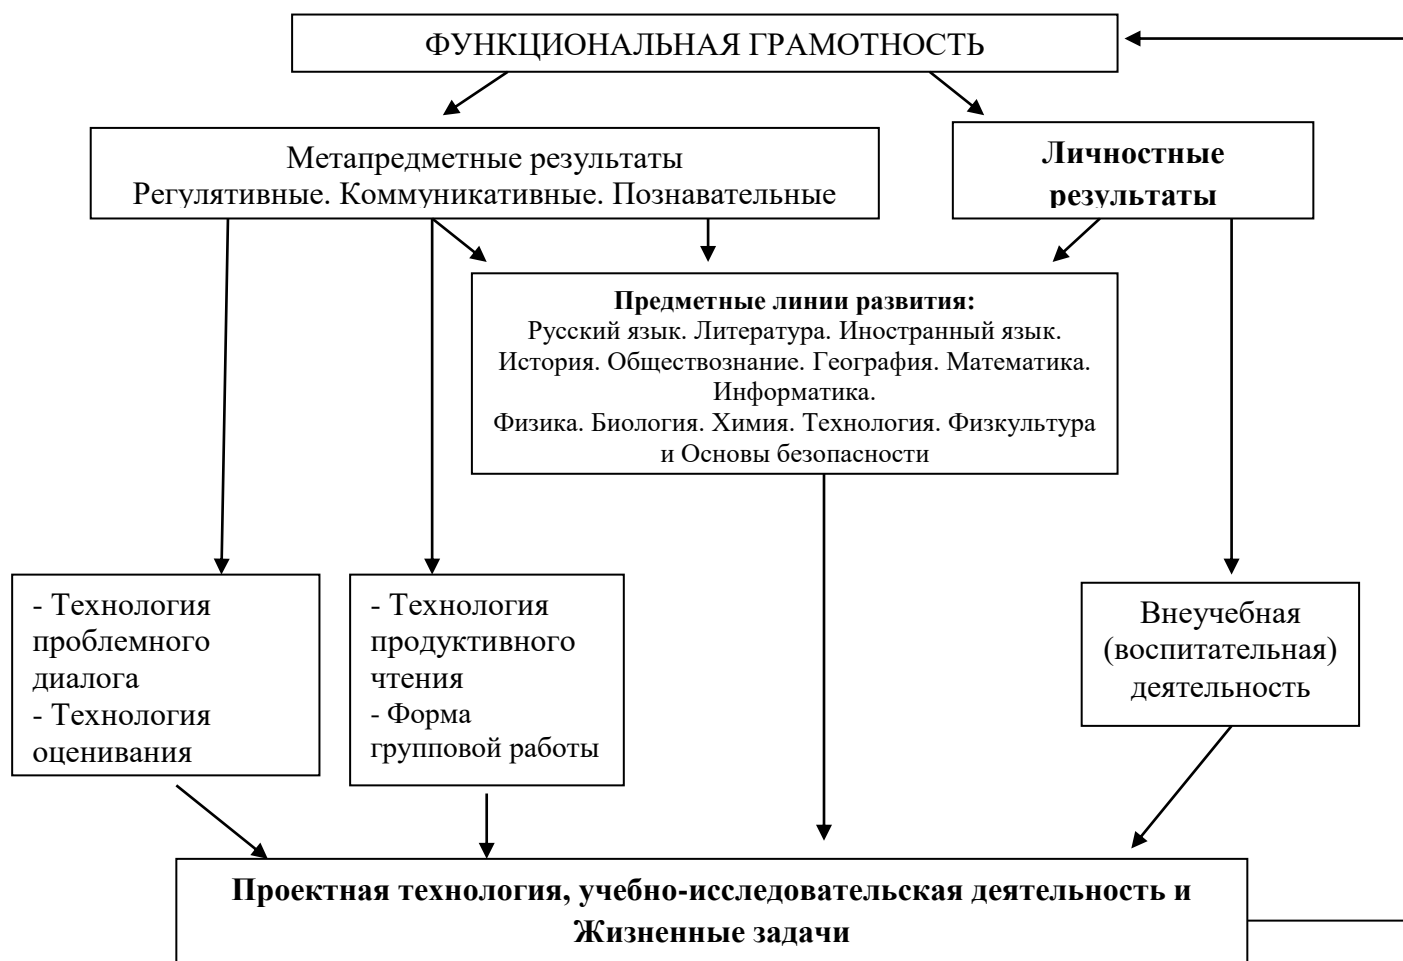 ФУНКЦИОНАЛЬНАЯ ГРАМОТНОСТЬ
Метапредметные результаты
Регулятивные. Коммуникативные. Познавательные
Личностные
результаты
Предметные линии развития:
Русский язык. Литература. Иностранный язык.
История. Обществознание. География. Математика.
Информатика.
Физика. Биология. Химия. Технология. Физкультура
и Основы безопасности
- Технология
проблемного
диалога
- Технология
оценивания
- Технология
продуктивного
чтения
- Форма
групповой работы
Внеучебная
(воспитательная)
деятельность
Проектная технология, учебно-исследовательская деятельность и
Жизненные задачи